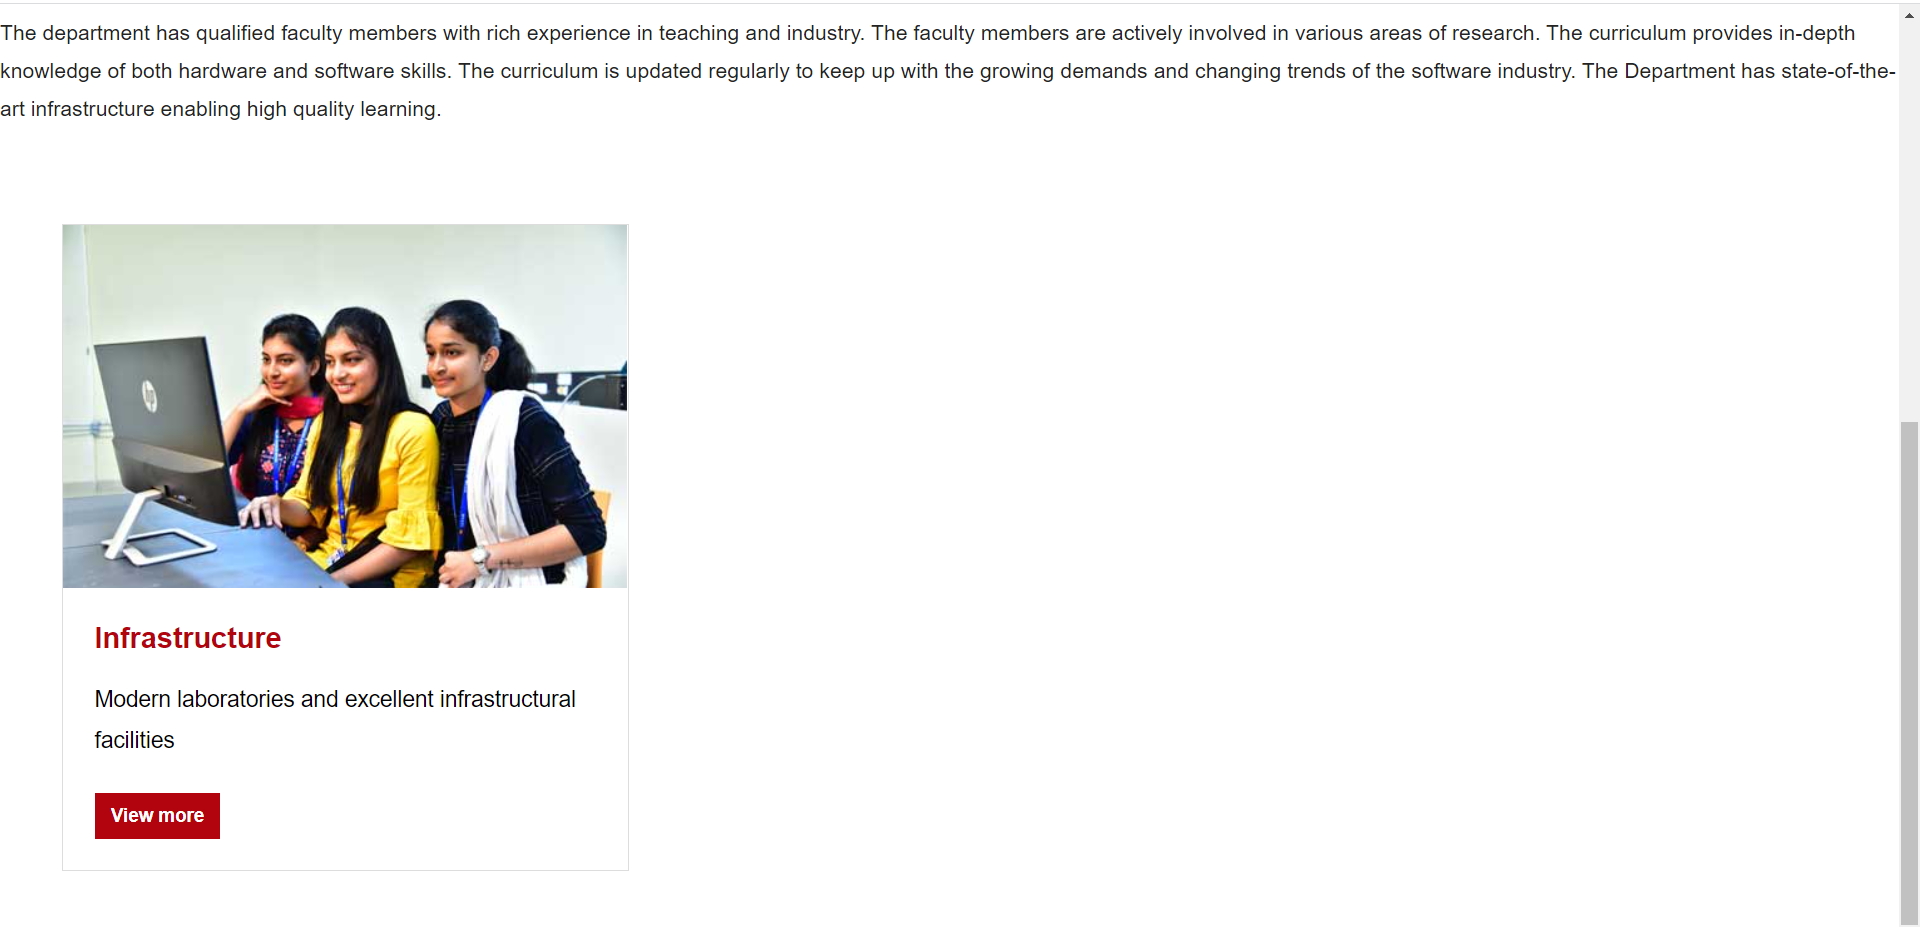 The department has qualified faculty members with rich experience in teaching and industry. The faculty members are actively involved in various areas of research. The curriculum provides in-depth
knowledge of both hardware and software skills. The curriculum is updated regularly to keep up with the growing demands and changing trends of the software industry. The Department has state-of-the-
art infrastructure enabling high quality learning.
hp
Infrastructure
Modern laboratories and excellent infrastructural
facilities
View more